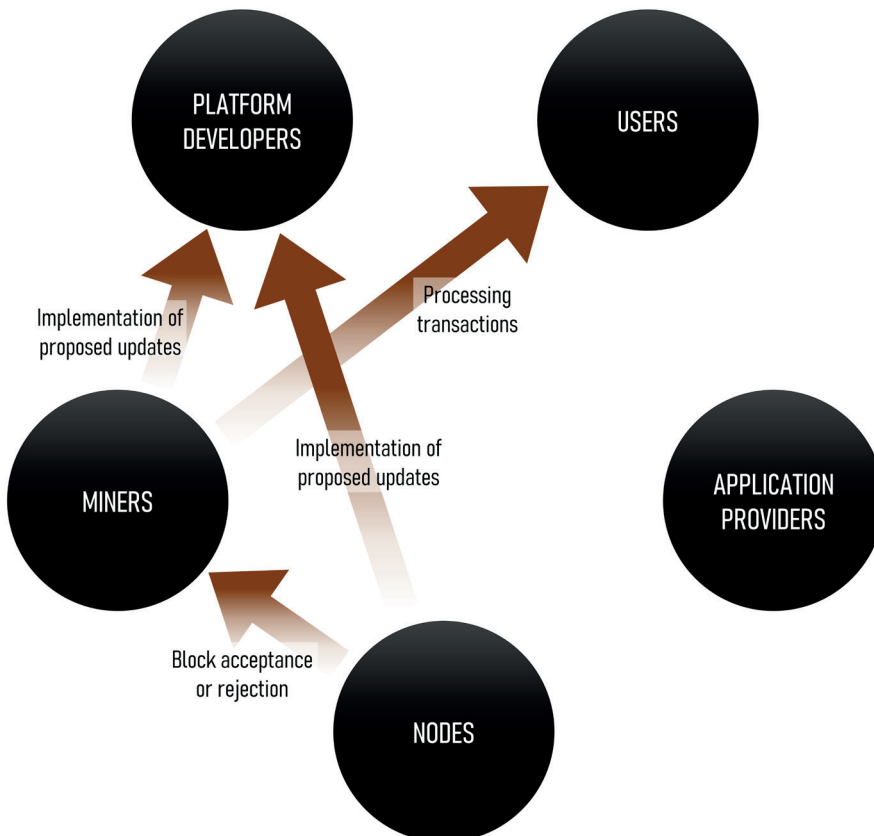 PLATFORM
DEVELOPERS
USERS
Implementation of
proposed updates
Processing
transactions
Implementation of
proposed updates
MINERS
APPLICATION
PROVIDERS
Block acceptance
or rejection
NODES